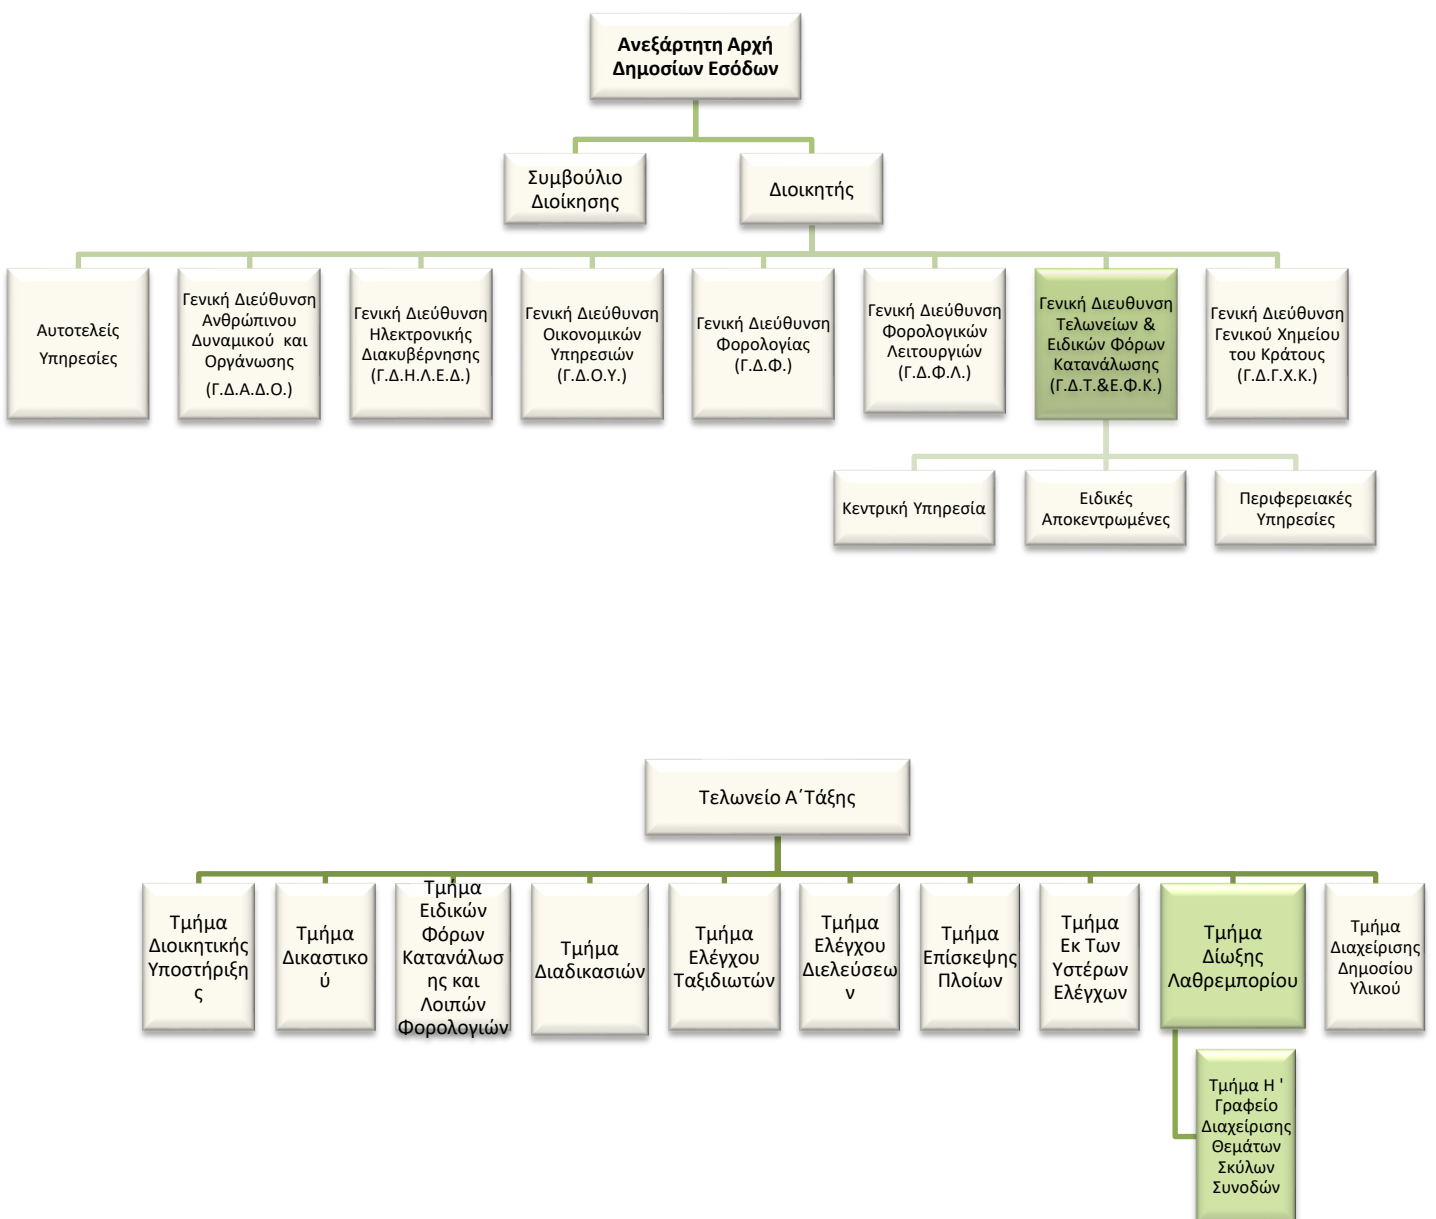 Ανεξάρτητη Αρχή
Δημοσίων Εσόδων
Συμβούλιο
Διοίκησης
Διοικητής
Αυτοτελείς
Υπηρεσίες
Γενική Διεύθυνση
Ανθρώπινου
Δυναμικού και
Οργάνωσης
(Γ.Δ.Α.Δ.Ο.)
Γενική Διεύθυνση
Ηλεκτρονικής
Διακυβέρνησης
(Γ.Δ.Η.Λ.Ε.Δ.)
Γενική Διεύθυνση
Οικονομικών
Υπηρεσιών
(Γ.Δ.Ο.Υ.)
Γενική Διεύθυνση
Φορολογίας
(Γ.Δ.Φ.)
Γενική Διεύθυνση
Φορολογικών
Λειτουργιών
(Γ.Δ.Φ.Λ.)
Γενική Διευθυνση
Τελωνείων &
Ειδικών Φόρων
Κατανάλωσης
(Γ.Δ.Τ.&Ε.Φ.Κ.)
Γενική Διεύθυνση
Γενικού Χημείου
του Κράτους
(Γ.Δ.Γ.Χ.Κ.)
Κεντρική Υπηρεσία
Ειδικές
Αποκεντρωμένες
Περιφερειακές
Υπηρεσίες
Τελωνείο Α΄Τάξης
Τμήμα
Διοικητικής
Υποστήριξη
ς
Τμήμα
Δικαστικο
ύ
Τμήμα
Ειδικών
Φόρων
Κατανάλωσ
ης και
Λοιπών
Φορολογιών
Τμήμα
Διαδικασιών
Τμήμα
Ελέγχου
Ταξιδιωτών
Τμήμα
Ελέγχου
Διελεύσεω
ν
Τμήμα
Επίσκεψης
Πλοίων
Τμήμα
Εκ Των
Υστέρων
Ελέγχων
Τμήμα
Δίωξης
Λαθρεμπορίου
Τμήμα
Διαχείρισης
Δημοσίου
Υλικού
Τμήμα Η '
Γραφείο
Διαχείρισης
Θεμάτων
Σκύλων
Συνοδών